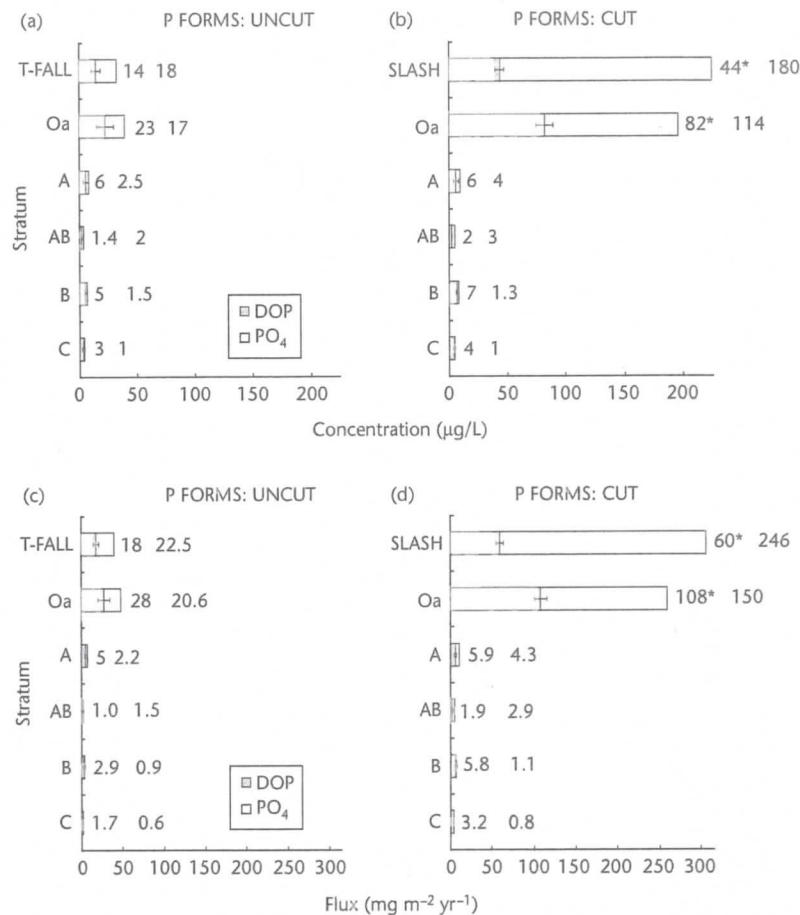 (a) P FORMS: UNCUT
T-FALL 14 18
Oa 23 17
A 6 2.5
AB 1.4 2
B 5 1.5
C 3 1
Stratum
DOP
PO₄
0 50 100 150 200
(b) P FORMS: CUT
SLASH 44* 180
Oa 82* 114
A 6 4
AB 2 3
B 7 1.3
C 4 1
0 50 100 150 200
Concentration (μg/L)
(c) P FORMS: UNCUT
T-FALL 18 22.5
Oa 28 20.6
A 5 2.2
AB 1.0 1.5
B 2.9 0.9
C 1.7 0.6
Stratum
DOP
PO₄
0 50 100 150 200 250 300
(d) P FORMS: CUT
SLASH 60* 246
Oa 108* 150
A 5.9 4.3
AB 1.9 2.9
B 5.8 1.1
C 3.2 0.8
0 50 100 150 200 250 300
Flux (mg m⁻² yr⁻¹)